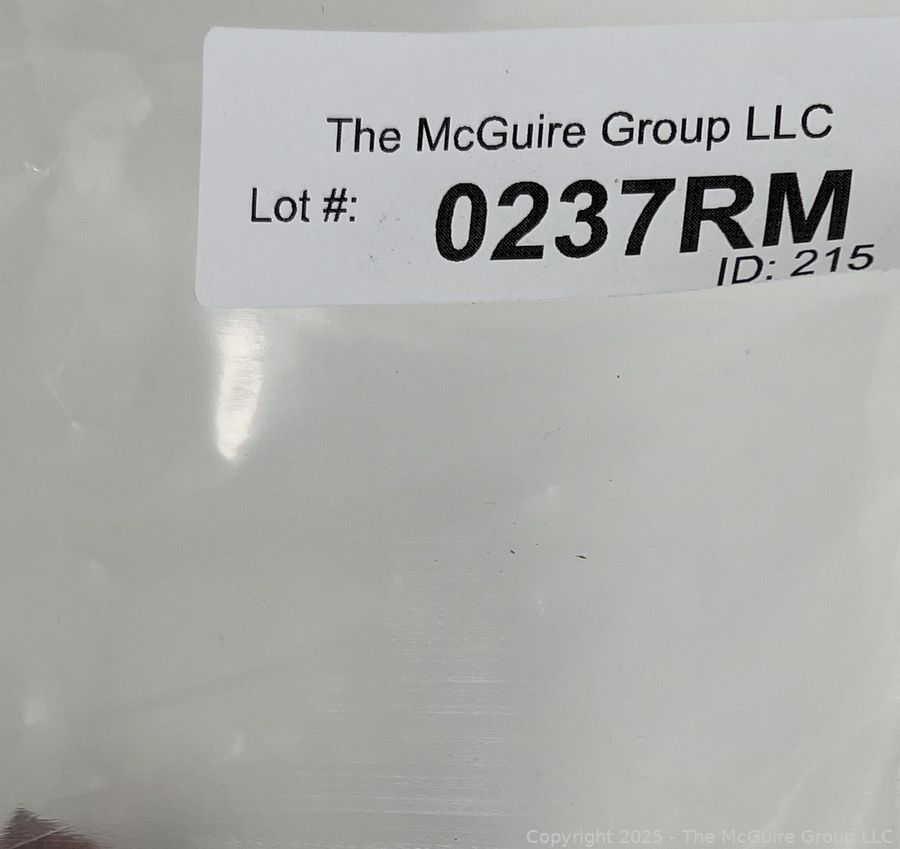 The McGuire Group LLC
Lot #: 0237RM
ID: 215
Copyright 2025 - The McGuire Group LLC